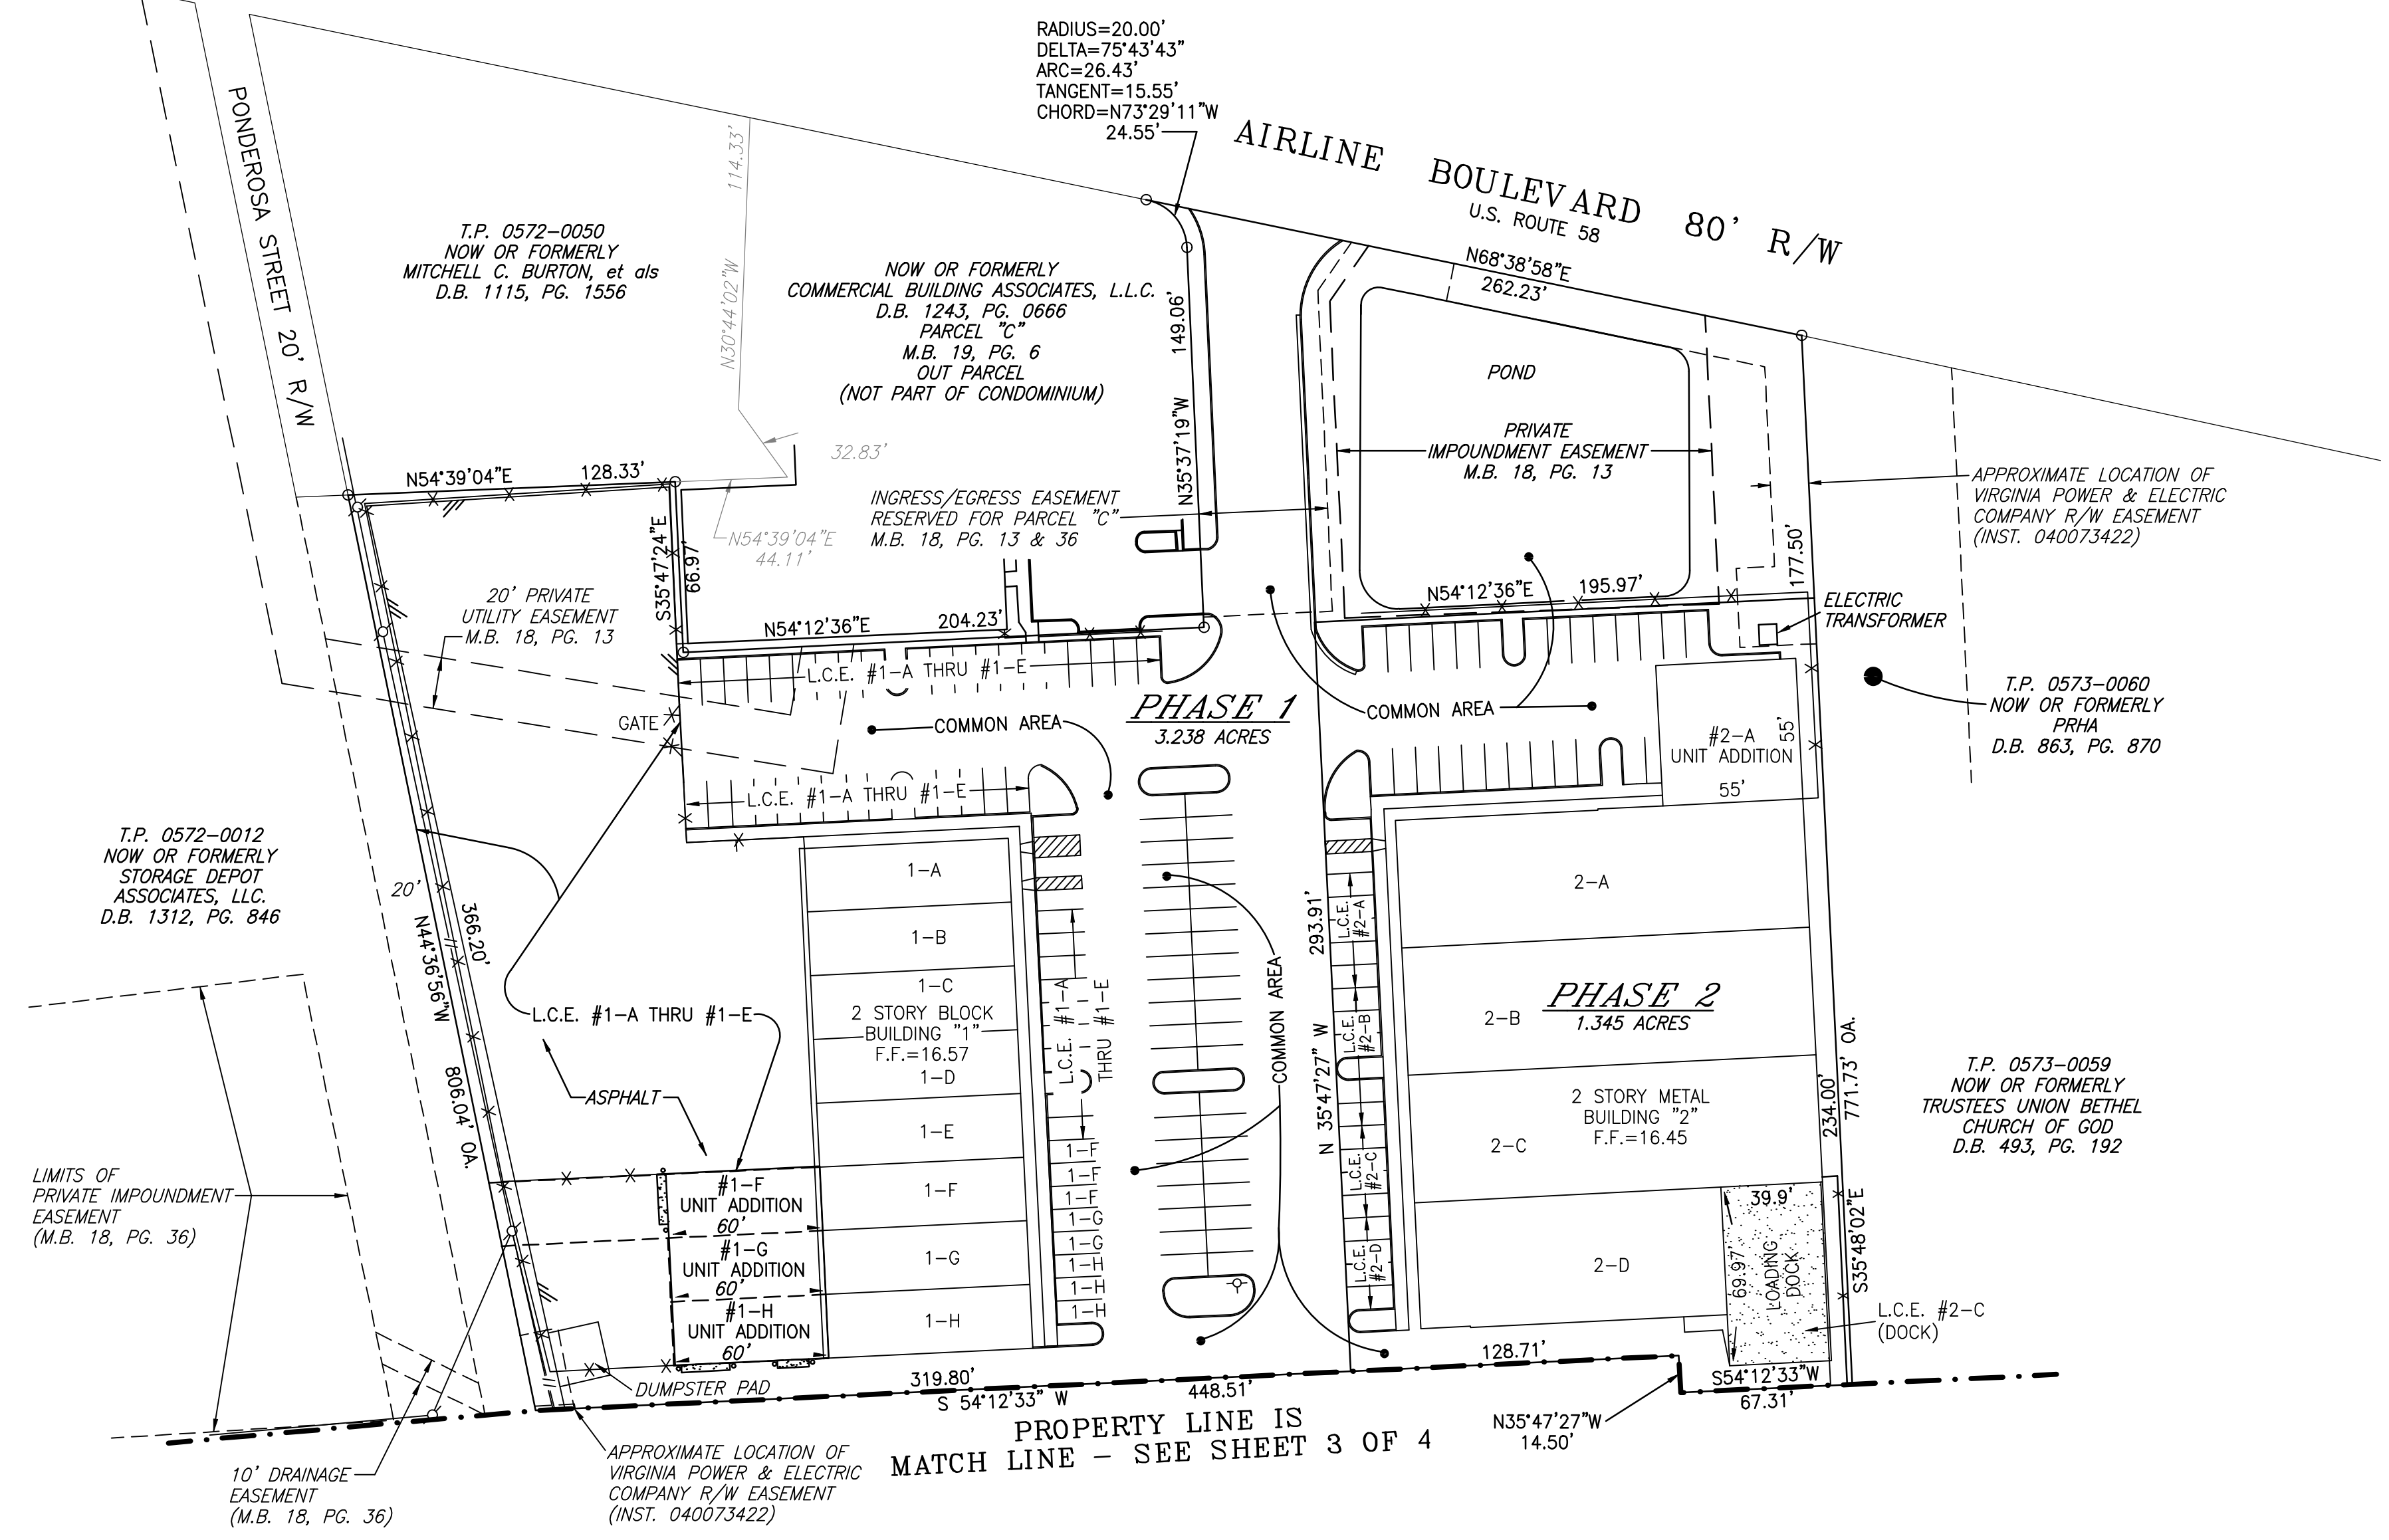 RADIUS=20.00'
DELTA=75°43'43"
ARC=26.43'
TANGENT=15.55'
CHORD=N73°29'11"W
24.55'
AIRLINE BOULEVARD 80' R/W
U.S. ROUTE 58
PONDEROSA STREET 20' R/W
T.P. 0572-0050
NOW OR FORMERLY
MITCHELL C. BURTON, et als
D.B. 1115, PG. 1556
114.33'
N30°44'02"W
NOW OR FORMERLY
COMMERCIAL BUILDING ASSOCIATES, L.L.C.
D.B. 1243, PG. 0666
PARCEL "C"
M.B. 19, PG. 6
OUT PARCEL
(NOT PART OF CONDOMINIUM)
32.83'
149.06'
N35°37'19"W
N68°38'58"E
262.23'
POND
PRIVATE
IMPOUNDMENT EASEMENT
M.B. 18, PG. 13
APPROXIMATE LOCATION OF
VIRGINIA POWER & ELECTRIC
COMPANY R/W EASEMENT
(INST. 040073422)
N54°39'04"E 128.33'
INGRESS/EGRESS EASEMENT
RESERVED FOR PARCEL "C"
M.B. 18, PG. 13 & 36
N54°39'04"E
44.11'
S35°47'24"E
66.97'
177.50'
N54°12'36"E 195.97'
ELECTRIC
TRANSFORMER
20' PRIVATE
UTILITY EASEMENT
M.B. 18, PG. 13
N54°12'36"E 204.23'
L.C.E. #1-A THRU #1-E
PHASE 1
3.238 ACRES
COMMON AREA
COMMON AREA
GATE
#2-A
UNIT ADDITION
55'
55'
T.P. 0573-0060
NOW OR FORMERLY
PRHA
D.B. 863, PG. 870
L.C.E. #1-A THRU #1-E
T.P. 0572-0012
NOW OR FORMERLY
STORAGE DEPOT
ASSOCIATES, LLC.
D.B. 1312, PG. 846
20'
366.20'
N44°36'56"W
806.04' OA.
1-A
1-B
1-C
2 STORY BLOCK
BUILDING "1"
F.F.=16.57
1-D
1-E
1-F
1-G
1-H
L.C.E. #1-A
THRU #1-E
1-F
1-F
1-F
1-G
1-G
1-H
1-H
1-H
COMMON AREA
293.91'
N 35°47'27" W
L.C.E.
#2-A
L.C.E.
#2-B
L.C.E.
#2-C
L.C.E.
#2-D
2-A
2-B
PHASE 2
1.345 ACRES
2 STORY METAL
BUILDING "2"
F.F.=16.45
2-C
2-D
39.9'
69.97'
LOADING
DOCK
234.00'
771.73' OA.
S35°48'02"E
T.P. 0573-0059
NOW OR FORMERLY
TRUSTEES UNION BETHEL
CHURCH OF GOD
D.B. 493, PG. 192
L.C.E. #2-C
(DOCK)
L.C.E. #1-A THRU #1-E
ASPHALT
#1-F
UNIT ADDITION
60'
#1-G
UNIT ADDITION
60'
#1-H
UNIT ADDITION
60'
LIMITS OF
PRIVATE IMPOUNDMENT
EASEMENT
(M.B. 18, PG. 36)
DUMPSTER PAD
319.80'
S 54°12'33" W
448.51'
128.71'
S54°12'33"W
67.31'
N35°47'27"W
14.50'
PROPERTY LINE IS
MATCH LINE - SEE SHEET 3 OF 4
10' DRAINAGE
EASEMENT
(M.B. 18, PG. 36)
APPROXIMATE LOCATION OF
VIRGINIA POWER & ELECTRIC
COMPANY R/W EASEMENT
(INST. 040073422)